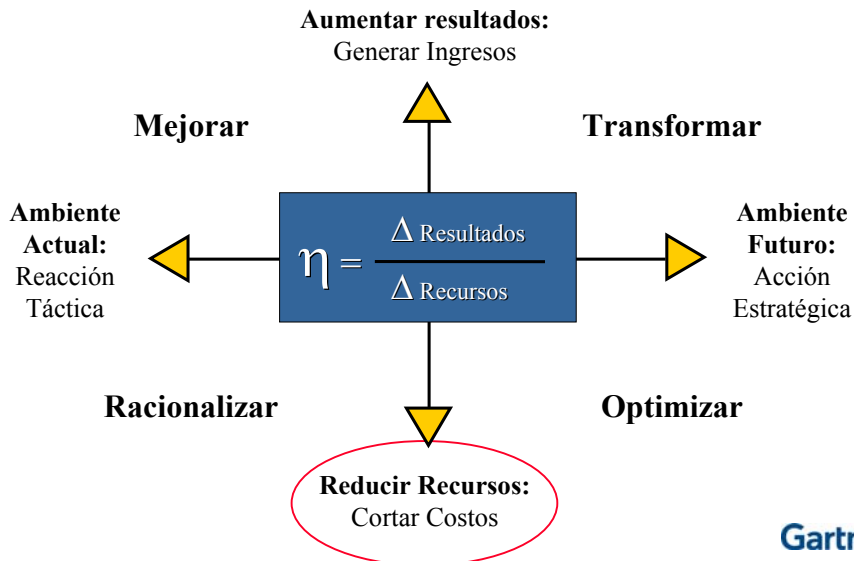 Aumentar resultados:
Generar Ingresos
Mejorar
Transformar
Ambiente
Actual:
Reacción
Táctica
η = Δ Resultados
Δ Recursos
Ambiente
Futuro:
Acción
Estratégica
Racionalizar
Optimizar
Reducir Recursos:
Cortar Costos